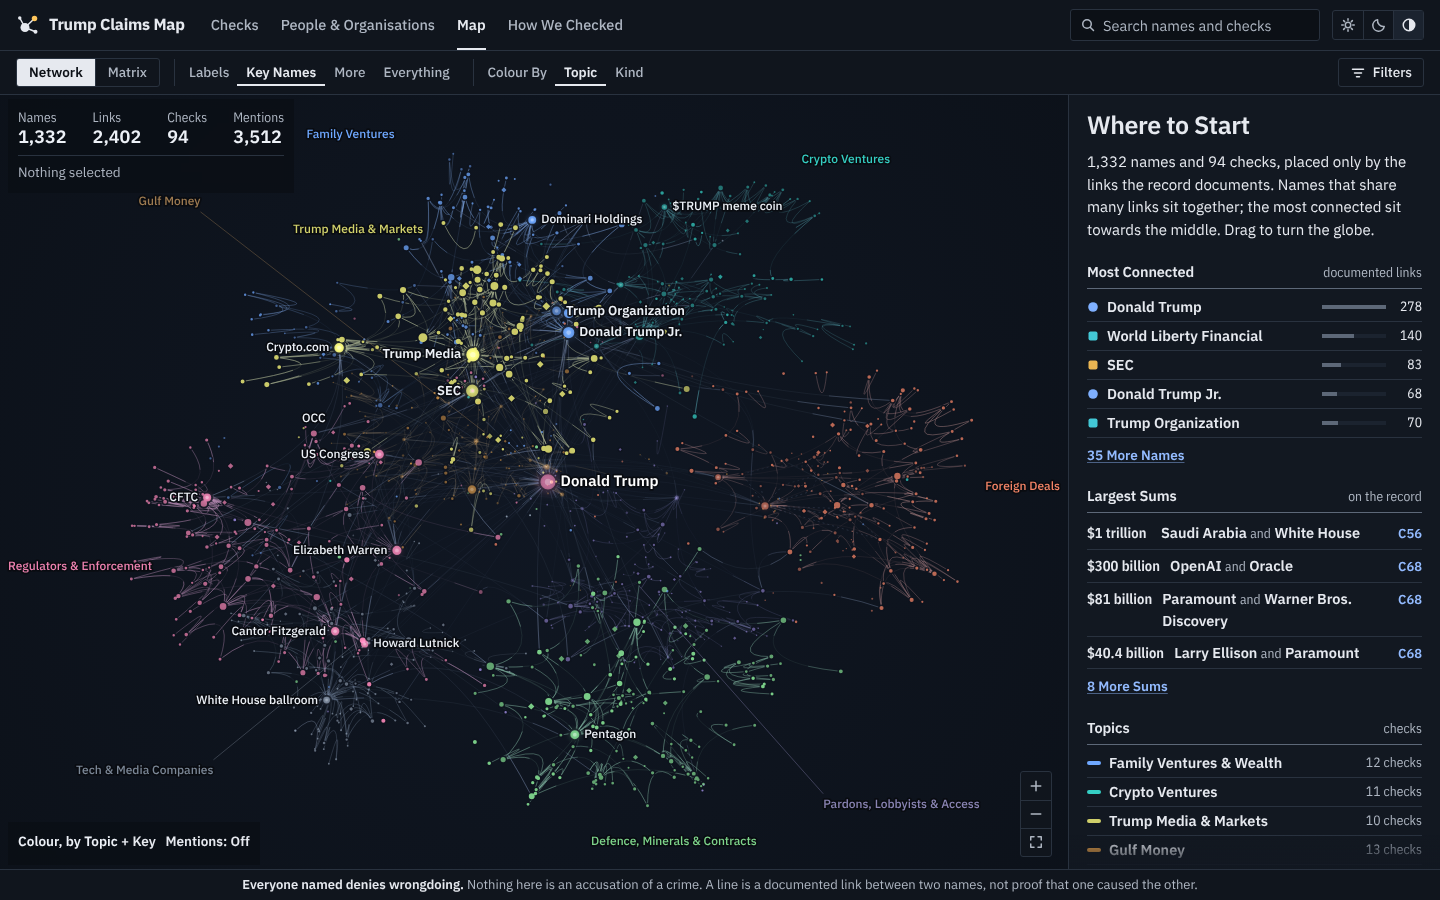 Trump Claims Map
Checks
People & Organisations
Map
How We Checked
Search names and checks
Network
Matrix
Labels
Key Names
More
Everything
Colour By
Topic
Kind
Filters
Names
Links
Checks
Mentions
1,332
2,402
94
3,512
Nothing selected
Family Ventures
Crypto Ventures
Gulf Money
Trump Media & Markets
$TRUMP meme coin
Dominari Holdings
Trump Organization
Donald Trump Jr.
Crypto.com
Trump Media
SEC
OCC
US Congress
Donald Trump
CFTC
Foreign Deals
Elizabeth Warren
Regulators & Enforcement
Cantor Fitzgerald
Howard Lutnick
White House ballroom
Pentagon
Tech & Media Companies
Pardons, Lobbyists & Access
Defence, Minerals & Contracts
Colour, by Topic + Key
Mentions: Off
Where to Start
1,332 names and 94 checks, placed only by the
links the record documents. Names that share
many links sit together; the most connected sit
towards the middle. Drag to turn the globe.
Most Connected
documented links
Donald Trump 278
World Liberty Financial 140
SEC 83
Donald Trump Jr. 68
Trump Organization 70
35 More Names
Largest Sums
on the record
$1 trillion Saudi Arabia and White House C56
$300 billion OpenAI and Oracle C68
$81 billion Paramount and Warner Bros. C68
Discovery
$40.4 billion Larry Ellison and Paramount C68
8 More Sums
Topics
checks
Family Ventures & Wealth 12 checks
Crypto Ventures 11 checks
Trump Media & Markets 10 checks
Gulf Money 13 checks
Everyone named denies wrongdoing. Nothing here is an accusation of a crime. A line is a documented link between two names, not proof that one caused the other.